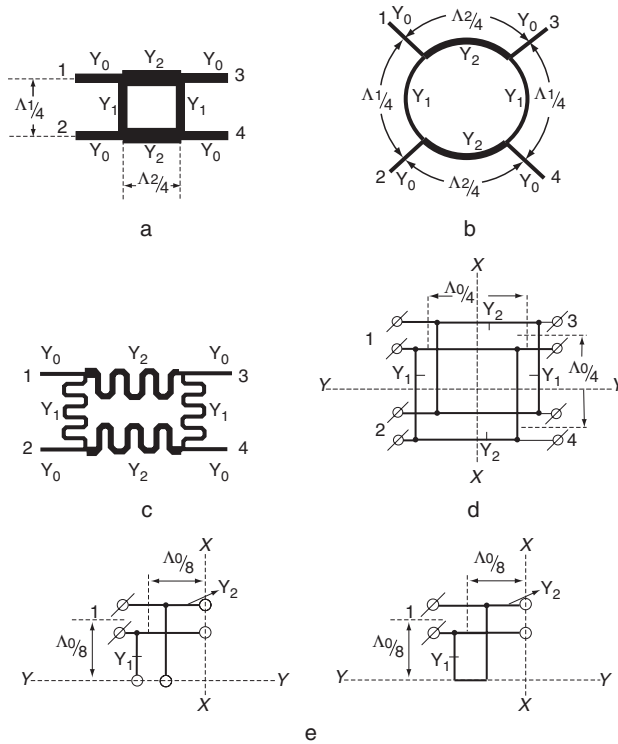 1 Y0 Y2 Y0 3
Λ1/4 Y1 Y1
2 Y0 Y2 Y0 4
Λ2/4
a
1 Y0 Λ2/4 Y0 3
Y2
Λ1/4 Y1 Y1 Λ1/4
Y2
2 Y0 Λ2/4 Y0 4
b
Y0 Y2 Y0
1 3
Y1 Y1
2 4
Y0 Y2 Y0
c
X
Λ0/4
Y2 3
1
Y1 Y1 Λ0/4
Y Y
2 Y2 4
X
d
X
Λ0/8
Y2
1
Λ0/8
Y1
Y Y
X
X
Λ0/8
Y2
1
Λ0/8
Y1
Y Y
X
e